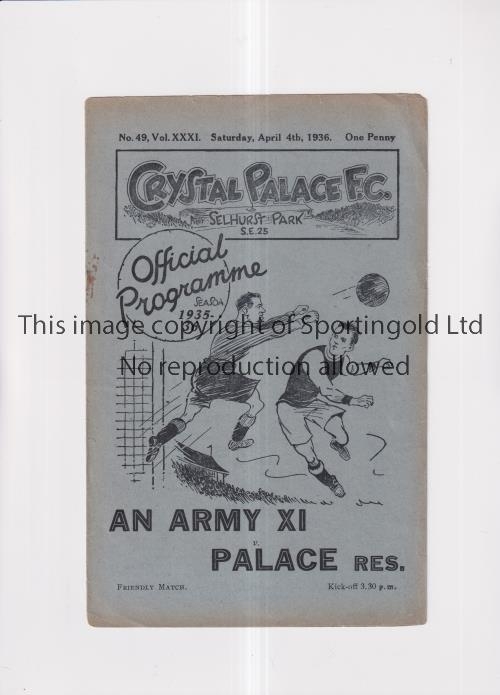 No. 49, Vol. XXXI. Saturday, April 4th, 1936. One Penny
CRYSTAL PALACE F.C.
SELHURST PARK
S.E.25
Official
Programme
SEASON
1935-
This image copyright of Sportingold Ltd
No reproduction allowed
AN ARMY XI
v.
PALACE RES.
FRIENDLY MATCH. Kick-off 3.30 p.m.